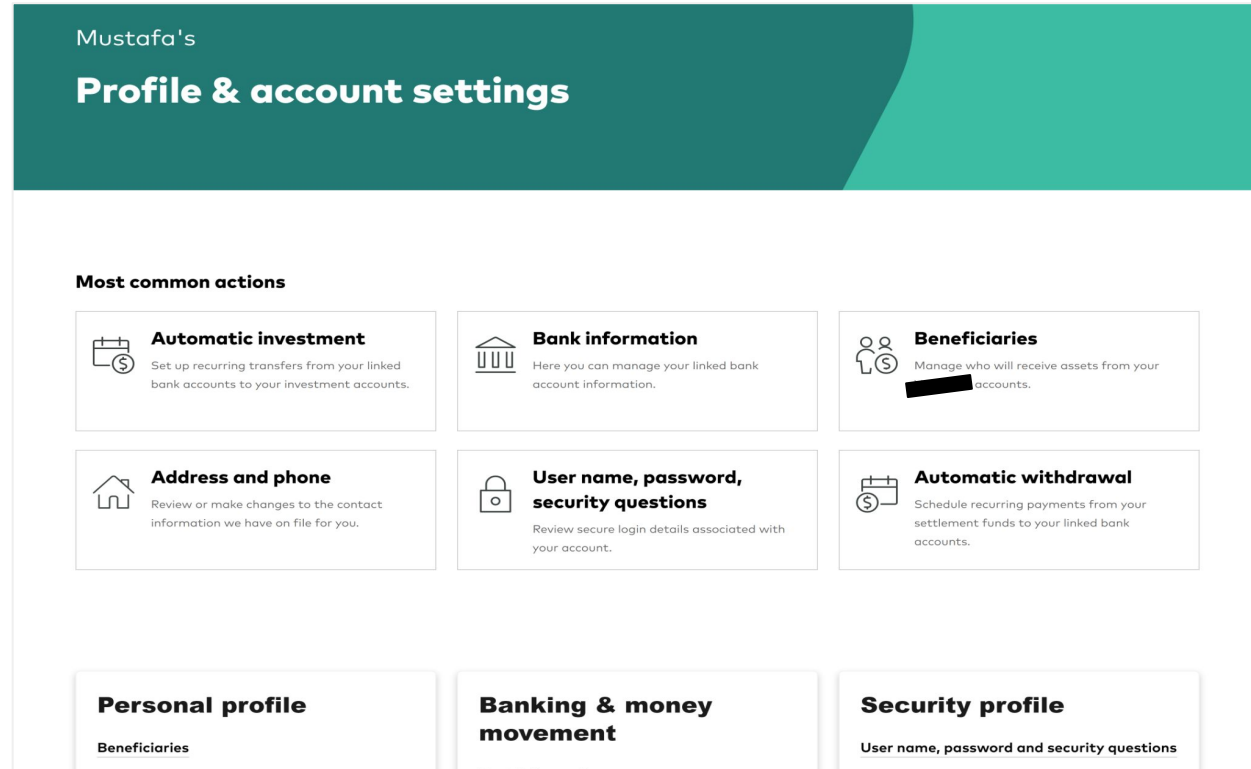 Mustafa's
Profile & account settings
Most common actions
Automatic investment
Set up recurring transfers from your linked
bank accounts to your investment accounts.
Bank information
Here you can manage your linked bank
account information.
Beneficiaries
Manage who will receive assets from your
accounts.
Address and phone
Review or make changes to the contact
information we have on file for you.
User name, password,
security questions
Review secure login details associated with
your account.
Automatic withdrawal
Schedule recurring payments from your
settlement funds to your linked bank
accounts.
Personal profile
Beneficiaries
Banking & money
movement
Security profile
User name, password and security questions